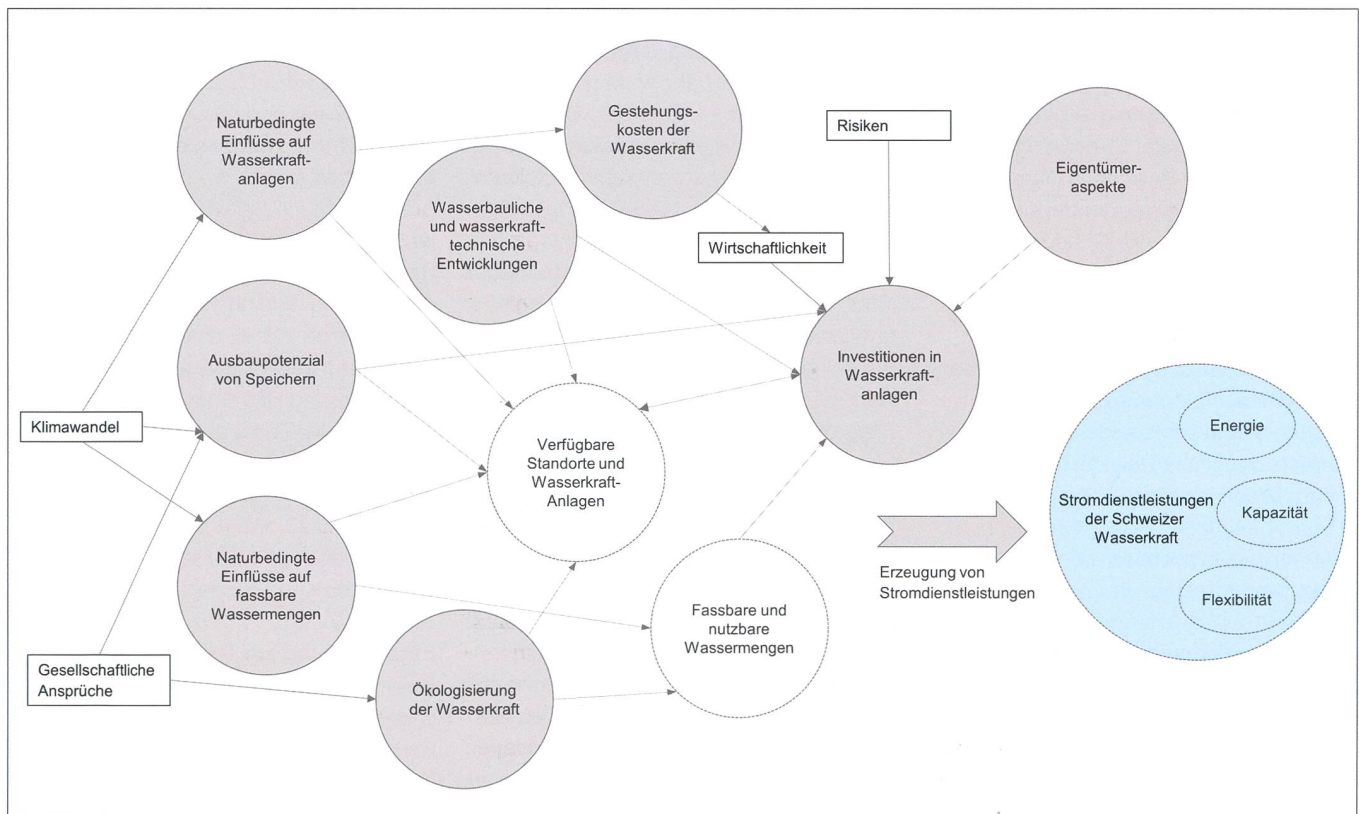 Naturbedingte
Einflüsse auf
Wasserkraft-
anlagen
Gestehungs-
kosten der
Wasserkraft
Risiken
Eigentümer-
aspekte
Wasserbauliche
und wasserkraft-
technische
Entwicklungen
Wirtschaftlichkeit
Ausbaupotenzial
von Speichern
Investitionen in
Wasserkraft-
anlagen
Klimawandel
Verfügbare
Standorte und
Wasserkraft-
Anlagen
Energie
Stromdienstleistungen
der Schweizer
Wasserkraft
Kapazität
Flexibilität
Naturbedingte
Einflüsse auf
fassbare
Wassermengen
Erzeugung von
Stromdienstleistungen
Fassbare und
nutzbare
Wassermengen
Gesellschaftliche
Ansprüche
Ökologisierung
der Wasserkraft